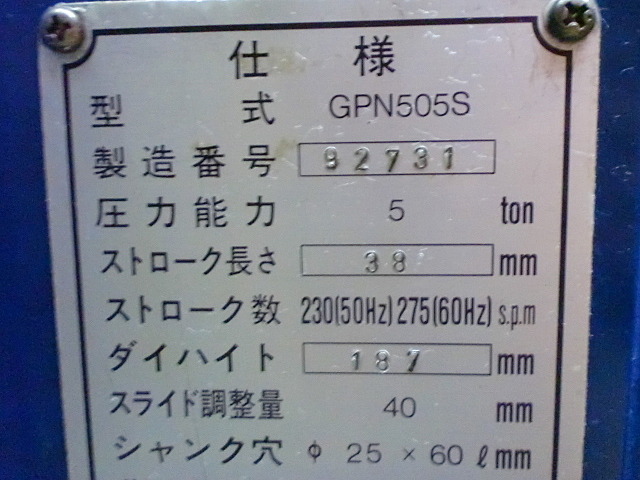 仕様
型式 GPN505S
製造番号 92731
圧力能力 5 ton
ストローク長さ 38 mm
ストローク数 230(50Hz)275(60Hz) s.p.m
ダイハイト 187 mm
スライド調整量 40 mm
シャンク穴 φ 25 × 60 ℓmm